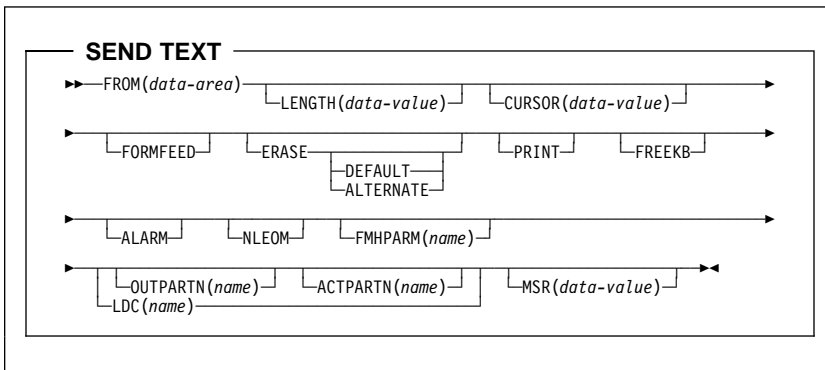 SEND TEXT
FROM(data-area) LENGTH(data-value) CURSOR(data-value)
FORMFEED ERASE DEFAULT ALTERNATE PRINT FREEKB
ALARM NLEOM FMHPARM(name)
OUTPARTN(name) ACTPARTN(name) MSR(data-value)
LDC(name)